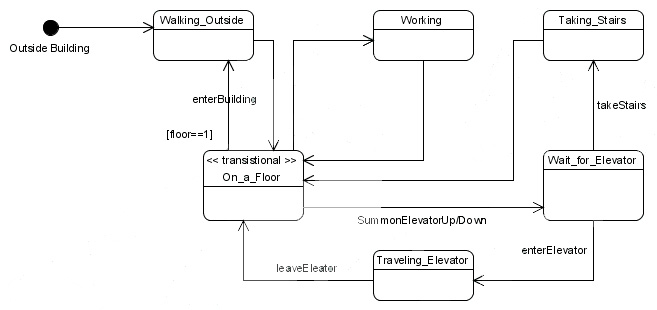 Walking_Outside
Working
Taking_Stairs
Outside Building
enterBuilding
takeStairs
[floor==1]
<< transistional >>
On_a_Floor
Wait_for_Elevator
SummonElevatorUp/Down
enterElevator
Traveling_Elevator
leaveEleator